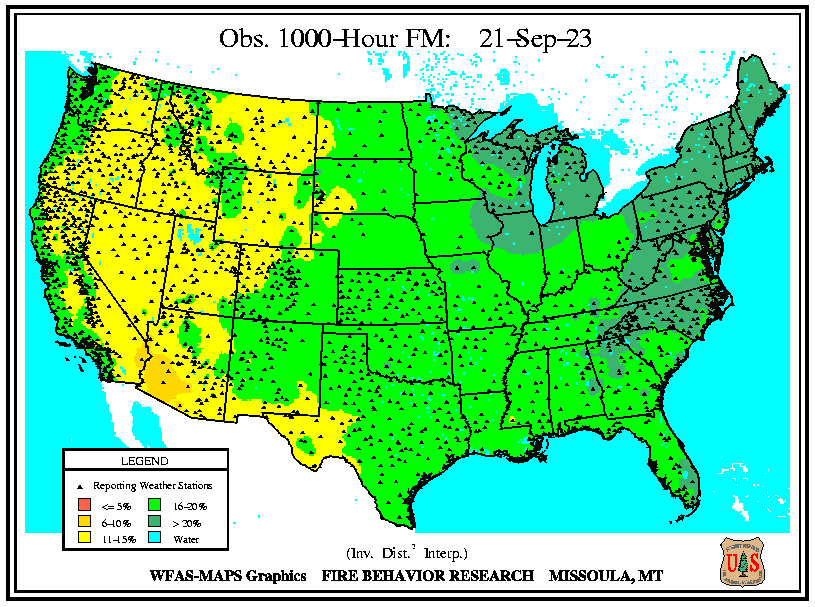 Obs. 1000-Hour FM: 21-Sep-23
LEGEND
Reporting Weather Stations
<= 5%
16-20%
6-10%
> 20%
11-15%
Water
(Inv. Dist.² Interp.)
WFAS-MAPS Graphics FIRE BEHAVIOR RESEARCH MISSOULA, MT
U S